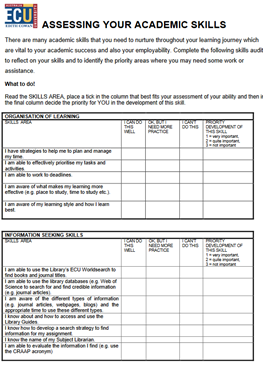 ECU
EDITH COWAN
ASSESSING YOUR ACADEMIC SKILLS
There are many academic skills that you need to nurture throughout your learning journey which
are vital to your academic success and also your employability. Complete the following skills audit
to reflect on your skills and to identify the priority areas where you may need some work or
assistance.
What to do!
Read the SKILLS AREA, place a tick in the column that best fits your assessment of your ability and then in
the final column decide the priority for YOU in the development of this skill.
ORGANISATION OF LEARNING
SKILLS AREA
I CAN DO
THIS
WELL
OK, BUT I
NEED MORE
PRACTICE
I CAN'T
DO THIS
PRIORITY
DEVELOPMENT OF
THIS SKILL
1 = very important,
2 = quite important,
3 = not important
I have strategies to help me to plan and manage
my time.
I am able to effectively prioritise my tasks and
activities.
I am able to work to deadlines.
I am aware of what makes my learning more
effective (e.g. place to study, time to study etc.).
I am aware of my learning style and how I learn
best.
INFORMATION SEEKING SKILLS
SKILLS AREA
I CAN DO
THIS
WELL
OK, BUT I
NEED MORE
PRACTICE
I CAN'T
DO THIS
PRIORITY
DEVELOPMENT OF
THIS SKILL
1 = very important,
2 = quite important,
3 = not important
I am able to use the Library's ECU Worldsearch to
find books and journal titles.
I am able to use the library databases (e.g. Web of
Science to search for and find credible information
(e.g. journal articles).
I am aware of the different types of information
(e.g. journal articles, webpages, blogs) and the
appropriate time to use these different types.
I know about and how to access and use the
Library Guides.
I know how to develop a search strategy to find
information for my assignment.
I know the name of my Subject Librarian.
I am able to evaluate the information I find (e.g. use
the CRAAP acronym)